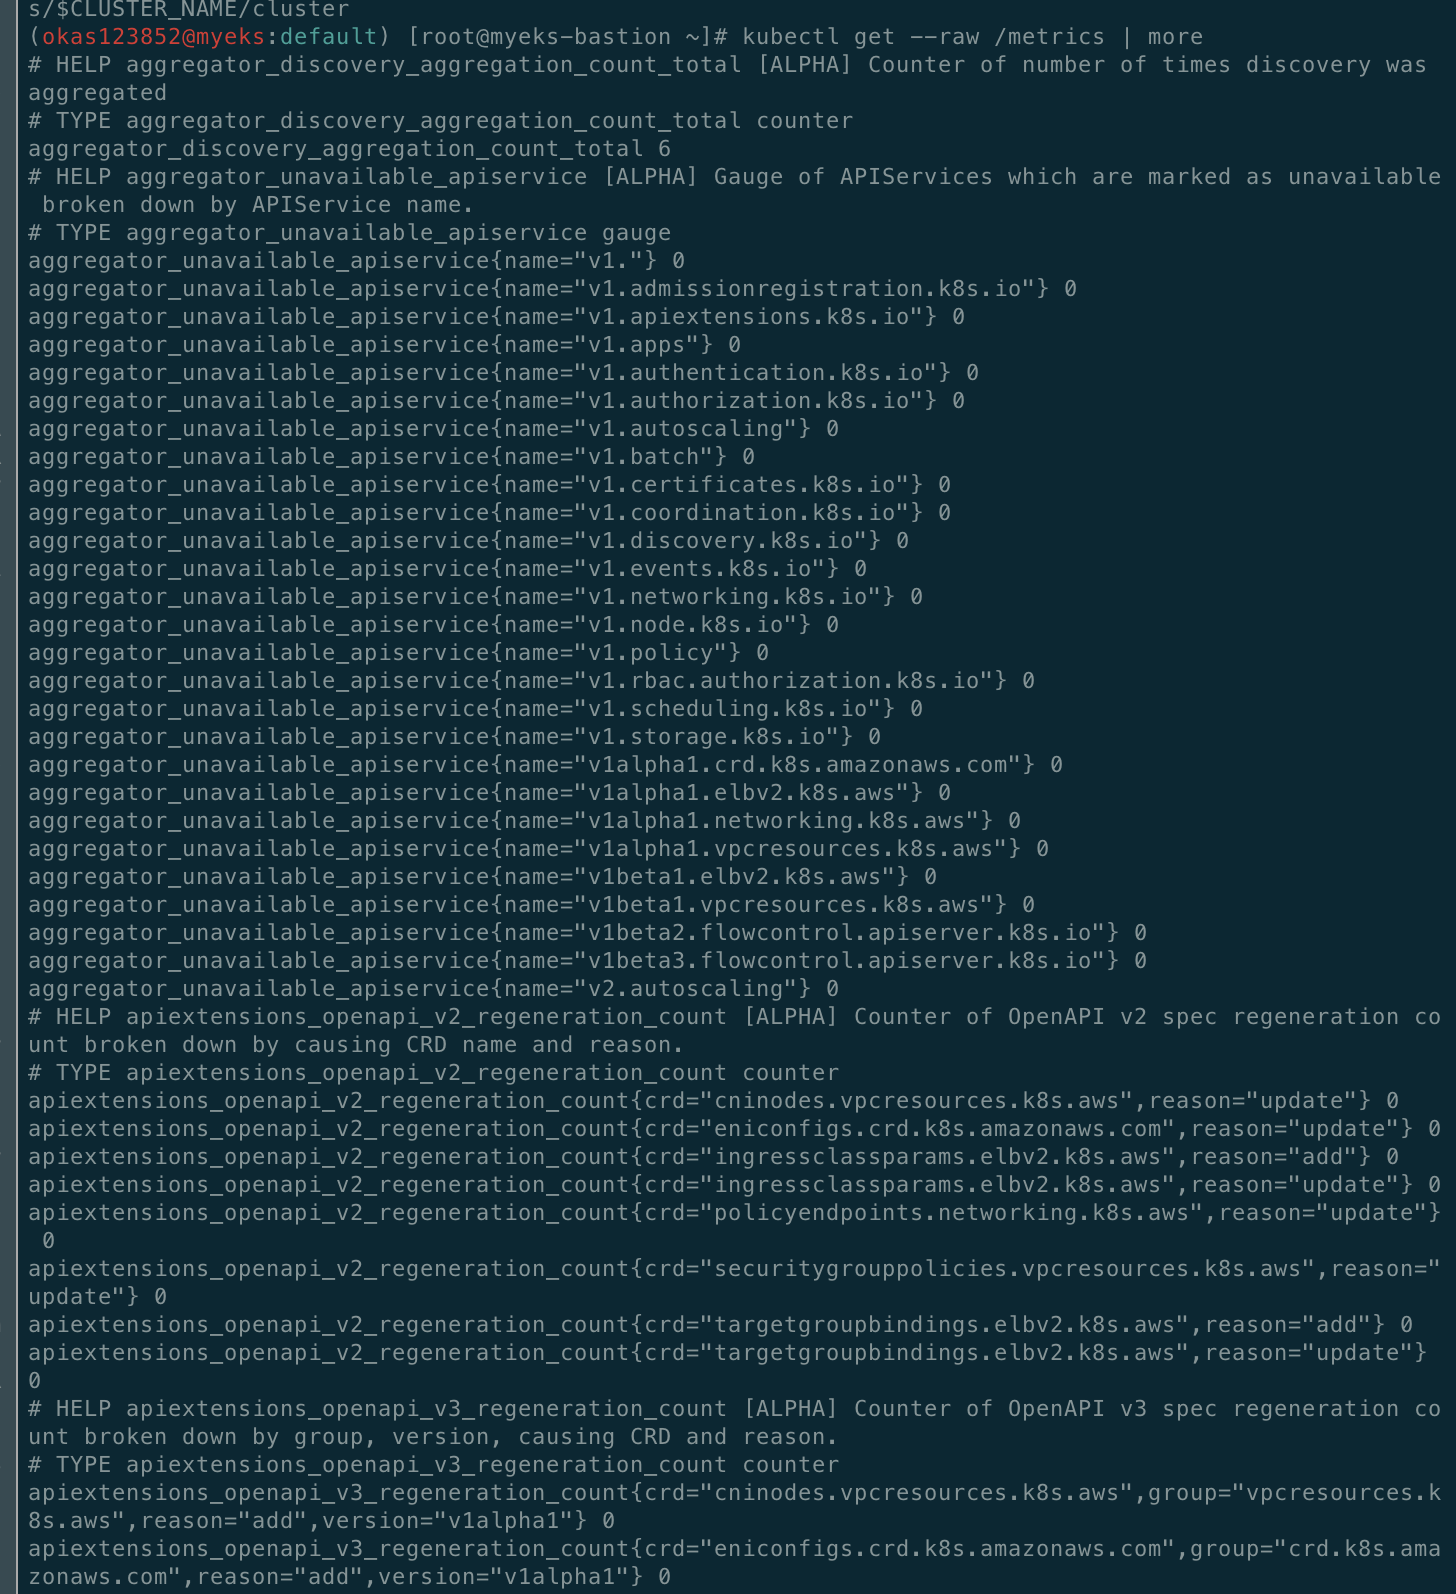 s/$CLUSTER_NAME/cluster
(okas123852@myeks:default) [root@myeks-bastion ~]# kubectl get --raw /metrics | more
# HELP aggregator_discovery_aggregation_count_total [ALPHA] Counter of number of times discovery was
aggregated
# TYPE aggregator_discovery_aggregation_count_total counter
aggregator_discovery_aggregation_count_total 6
# HELP aggregator_unavailable_apiservice [ALPHA] Gauge of APIServices which are marked as unavailable
 broken down by APIService name.
# TYPE aggregator_unavailable_apiservice gauge
aggregator_unavailable_apiservice{name="v1."} 0
aggregator_unavailable_apiservice{name="v1.admissionregistration.k8s.io"} 0
aggregator_unavailable_apiservice{name="v1.apiextensions.k8s.io"} 0
aggregator_unavailable_apiservice{name="v1.apps"} 0
aggregator_unavailable_apiservice{name="v1.authentication.k8s.io"} 0
aggregator_unavailable_apiservice{name="v1.authorization.k8s.io"} 0
aggregator_unavailable_apiservice{name="v1.autoscaling"} 0
aggregator_unavailable_apiservice{name="v1.batch"} 0
aggregator_unavailable_apiservice{name="v1.certificates.k8s.io"} 0
aggregator_unavailable_apiservice{name="v1.coordination.k8s.io"} 0
aggregator_unavailable_apiservice{name="v1.discovery.k8s.io"} 0
aggregator_unavailable_apiservice{name="v1.events.k8s.io"} 0
aggregator_unavailable_apiservice{name="v1.networking.k8s.io"} 0
aggregator_unavailable_apiservice{name="v1.node.k8s.io"} 0
aggregator_unavailable_apiservice{name="v1.policy"} 0
aggregator_unavailable_apiservice{name="v1.rbac.authorization.k8s.io"} 0
aggregator_unavailable_apiservice{name="v1.scheduling.k8s.io"} 0
aggregator_unavailable_apiservice{name="v1.storage.k8s.io"} 0
aggregator_unavailable_apiservice{name="v1alpha1.crd.k8s.amazonaws.com"} 0
aggregator_unavailable_apiservice{name="v1alpha1.elbv2.k8s.aws"} 0
aggregator_unavailable_apiservice{name="v1alpha1.networking.k8s.aws"} 0
aggregator_unavailable_apiservice{name="v1alpha1.vpcresources.k8s.aws"} 0
aggregator_unavailable_apiservice{name="v1beta1.elbv2.k8s.aws"} 0
aggregator_unavailable_apiservice{name="v1beta1.vpcresources.k8s.aws"} 0
aggregator_unavailable_apiservice{name="v1beta2.flowcontrol.apiserver.k8s.io"} 0
aggregator_unavailable_apiservice{name="v1beta3.flowcontrol.apiserver.k8s.io"} 0
aggregator_unavailable_apiservice{name="v2.autoscaling"} 0
# HELP apiextensions_openapi_v2_regeneration_count [ALPHA] Counter of OpenAPI v2 spec regeneration co
unt broken down by causing CRD name and reason.
# TYPE apiextensions_openapi_v2_regeneration_count counter
apiextensions_openapi_v2_regeneration_count{crd="cninodes.vpcresources.k8s.aws",reason="update"} 0
apiextensions_openapi_v2_regeneration_count{crd="eniconfigs.crd.k8s.amazonaws.com",reason="update"} 0
apiextensions_openapi_v2_regeneration_count{crd="ingressclassparams.elbv2.k8s.aws",reason="add"} 0
apiextensions_openapi_v2_regeneration_count{crd="ingressclassparams.elbv2.k8s.aws",reason="update"} 0
apiextensions_openapi_v2_regeneration_count{crd="policyendpoints.networking.k8s.aws",reason="update"}
 0
apiextensions_openapi_v2_regeneration_count{crd="securitygrouppolicies.vpcresources.k8s.aws",reason="
update"} 0
apiextensions_openapi_v2_regeneration_count{crd="targetgroupbindings.elbv2.k8s.aws",reason="add"} 0
apiextensions_openapi_v2_regeneration_count{crd="targetgroupbindings.elbv2.k8s.aws",reason="update"}
0
# HELP apiextensions_openapi_v3_regeneration_count [ALPHA] Counter of OpenAPI v3 spec regeneration co
unt broken down by group, version, causing CRD and reason.
# TYPE apiextensions_openapi_v3_regeneration_count counter
apiextensions_openapi_v3_regeneration_count{crd="cninodes.vpcresources.k8s.aws",group="vpcresources.k
8s.aws",reason="add",version="v1alpha1"} 0
apiextensions_openapi_v3_regeneration_count{crd="eniconfigs.crd.k8s.amazonaws.com",group="crd.k8s.ama
zonaws.com",reason="add",version="v1alpha1"} 0